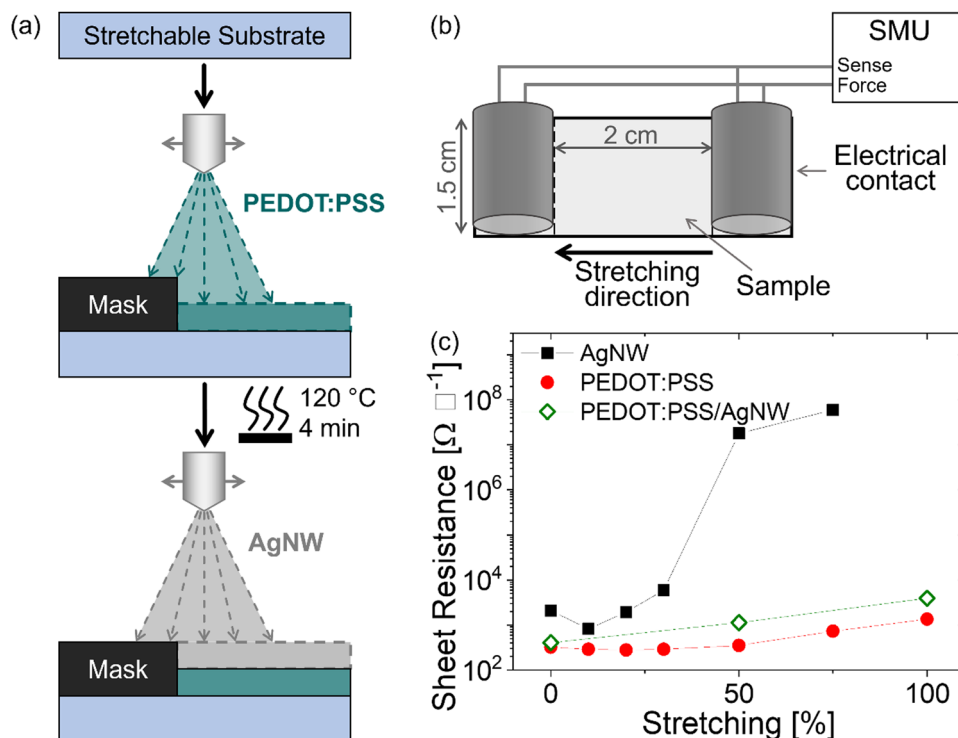 (a)
Stretchable Substrate
PEDOT:PSS
Mask
120 °C
4 min
AgNW
Mask
(b)
SMU
Sense
Force
1.5 cm
2 cm
Electrical
contact
Stretching
direction
Sample
(c)
AgNW
PEDOT:PSS
PEDOT:PSS/AgNW
Sheet Resistance [Ω □⁻¹]
10⁸
10⁶
10⁴
10²
0
50
100
Stretching [%]